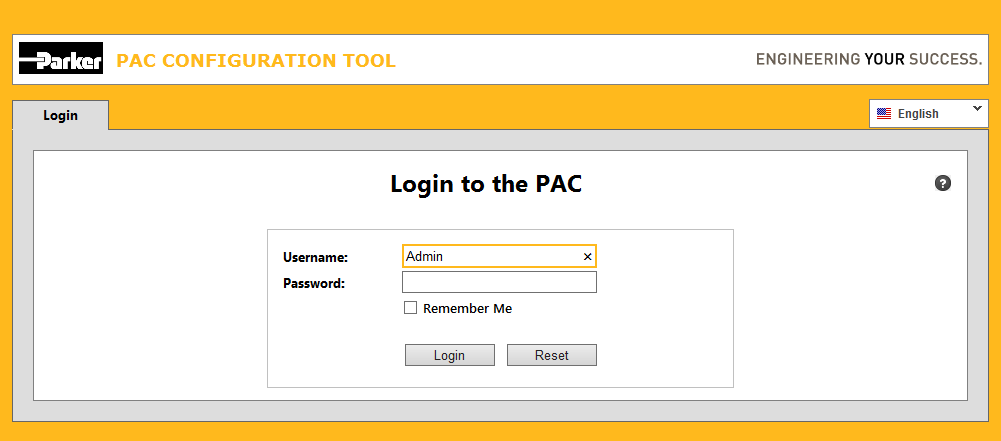 Parker PAC CONFIGURATION TOOL ENGINEERING YOUR SUCCESS.
Login English
Login to the PAC ?
Username: Admin ×
Password:
Remember Me
Login Reset